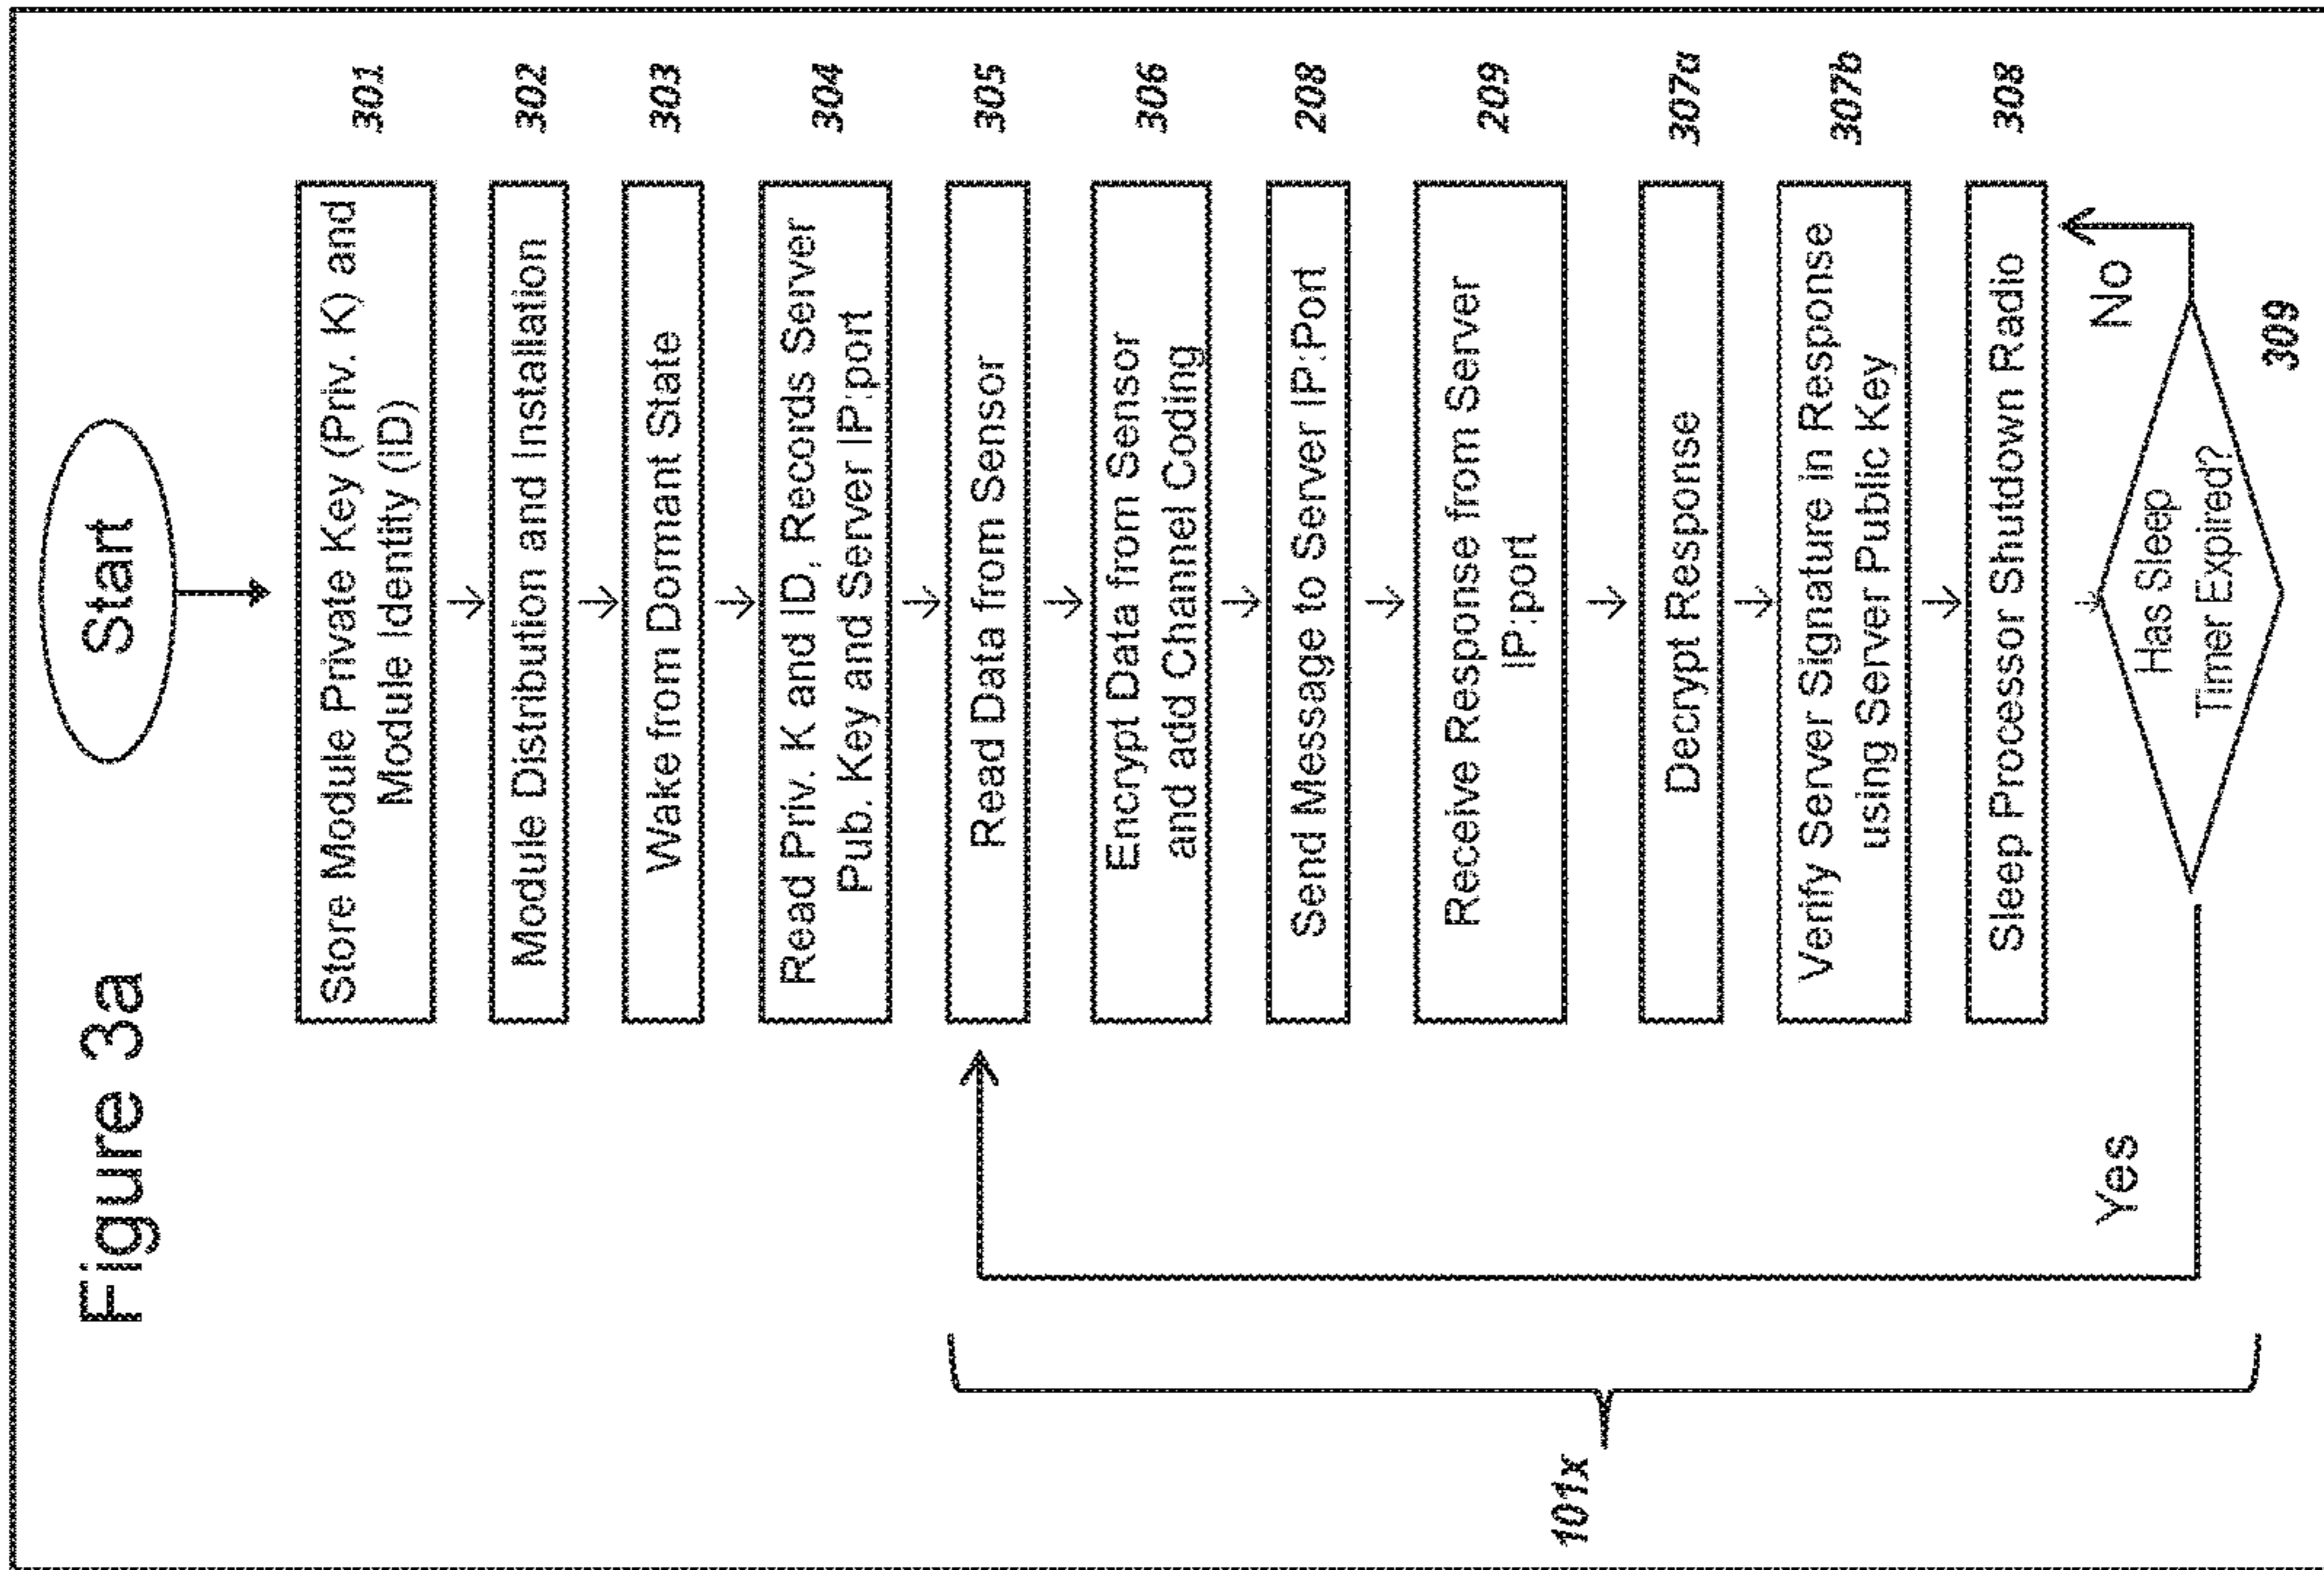 Figure 3a
Start
Store Module Private Key (Priv. K) and
Module Identity (ID)
301
Module Distribution and Installation
302
Wake from Dormant State
303
Read Priv. K and ID, Records Server
Pub. Key and Server IP:port
304
Read Data from Sensor
305
Encrypt Data from Sensor
and add Channel Coding
306
Send Message to Server IP:Port
208
Receive Response from Server
IP:port
209
Decrypt Response
307a
Verify Server Signature in Response
using Server Public Key
307b
Sleep Processor Shutdown Radio
308
101x
Yes
No
Has Sleep
Timer Expired?
309